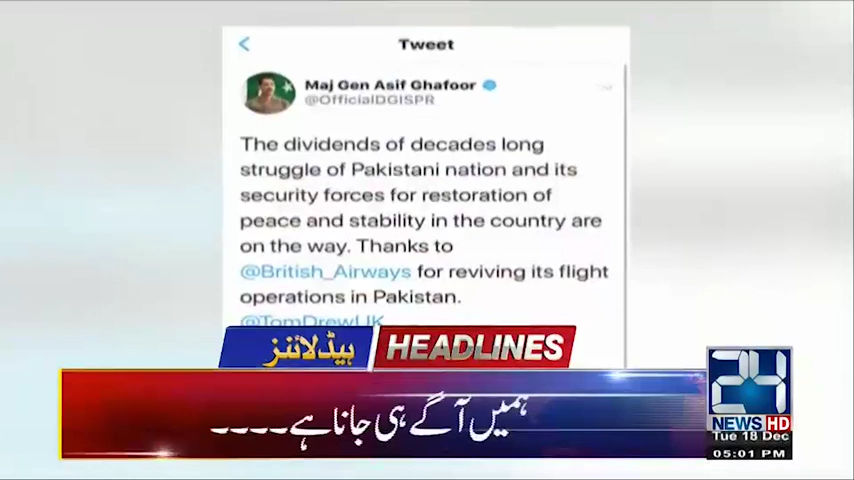 Tweet
Maj Gen Asif Ghafoor
@OfficialDGISPR
The dividends of decades long
struggle of Pakistani nation and its
security forces for restoration of
peace and stability in the country are
on the way. Thanks to
@British_Airways for reviving its flight
operations in Pakistan.
@TomDrewUK
ہیڈلائنز HEADLINES
ہمیں آگے ہی جانا ہے ۔۔۔۔
24
NEWS HD
Tue 18 Dec
05:01 PM